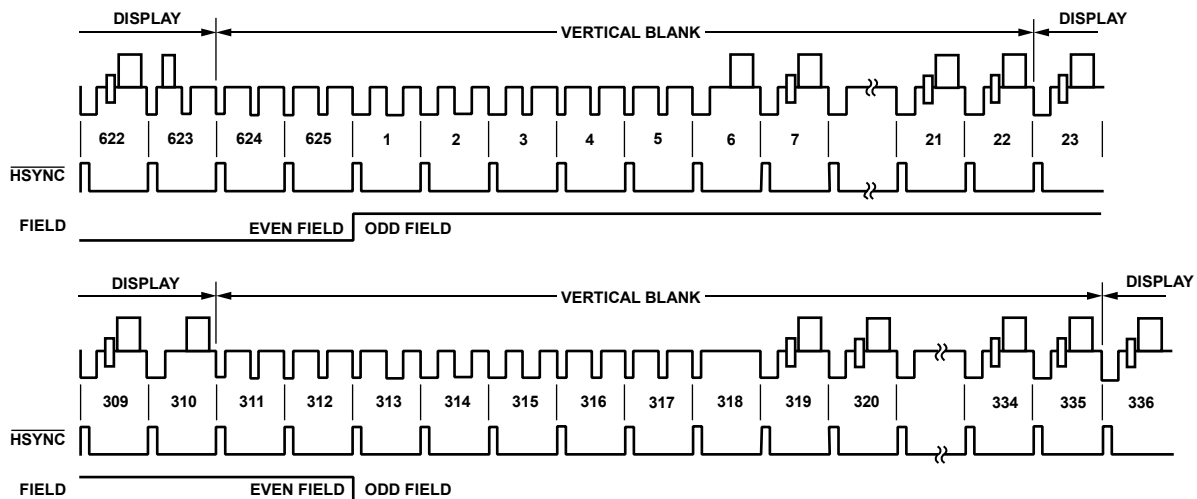 DISPLAY VERTICAL BLANK DISPLAY
622 623 624 625 1 2 3 4 5 6 7 21 22 23
HSYNC
FIELD EVEN FIELD ODD FIELD
DISPLAY VERTICAL BLANK DISPLAY
309 310 311 312 313 314 315 316 317 318 319 320 334 335 336
HSYNC
FIELD EVEN FIELD ODD FIELD